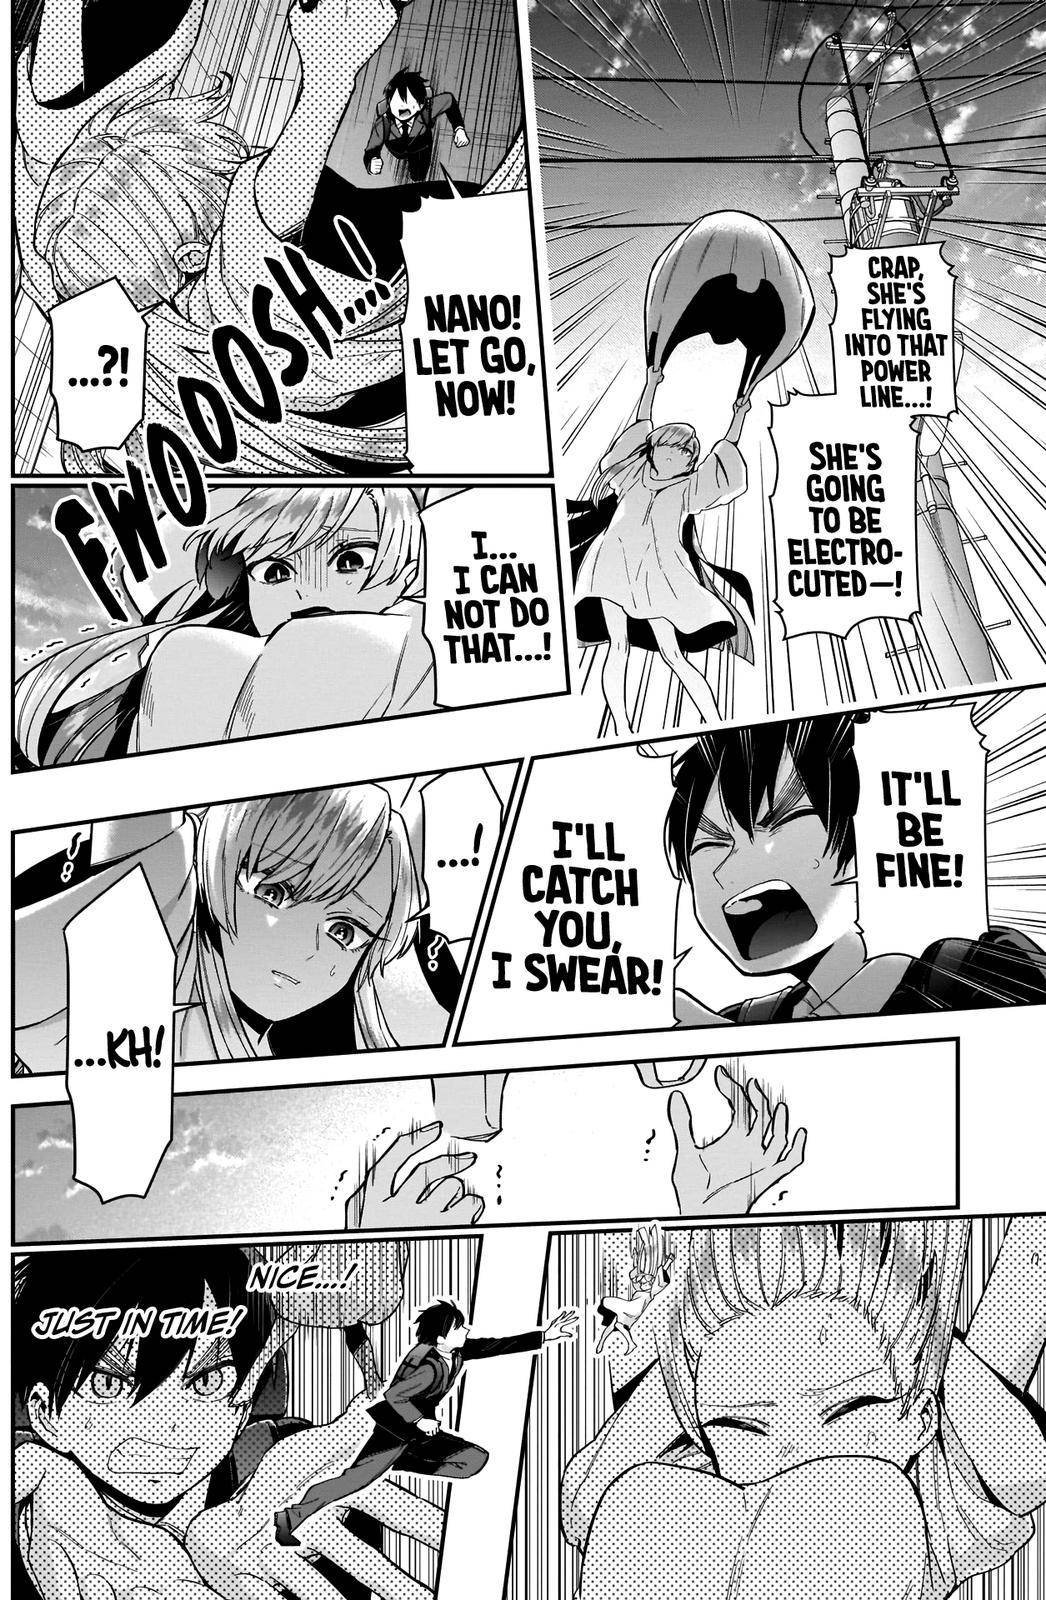 CRAP,
SHE'S
FLYING
INTO THAT
POWER
LINE...!
SHE'S
GOING
TO BE
ELECTRO-
CUTED—!
NANO!
LET GO,
NOW!
...?!
FWOOOSH...!
I...
I CAN
NOT DO
THAT...!
IT'LL
BE
FINE!
I'LL
CATCH
YOU,
I SWEAR!
....!
...KH!
NICE...!
JUST IN TIME!